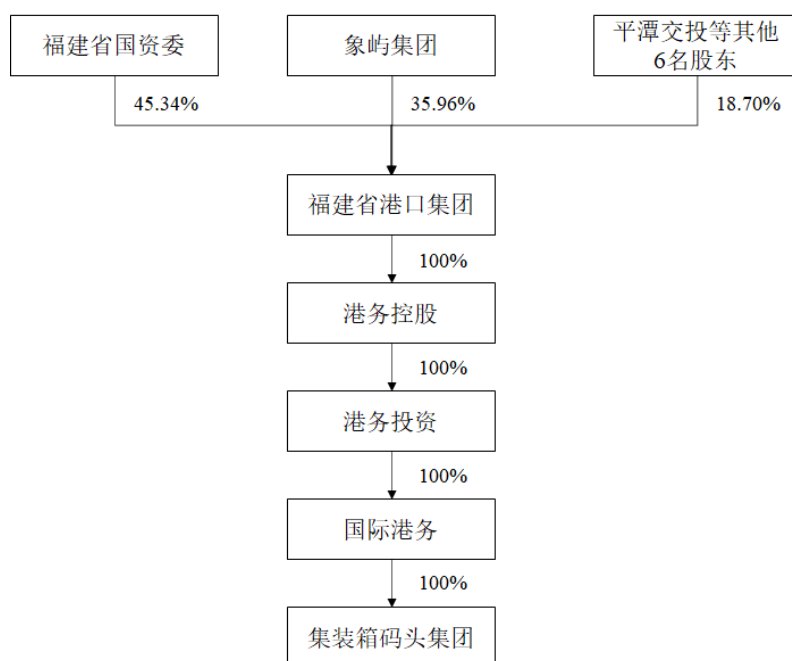 福建省国资委
象屿集团
平潭交投等其他
6名股东
45.34%
35.96%
18.70%
福建省港口集团
100%
港务控股
100%
港务投资
100%
国际港务
100%
集装箱码头集团